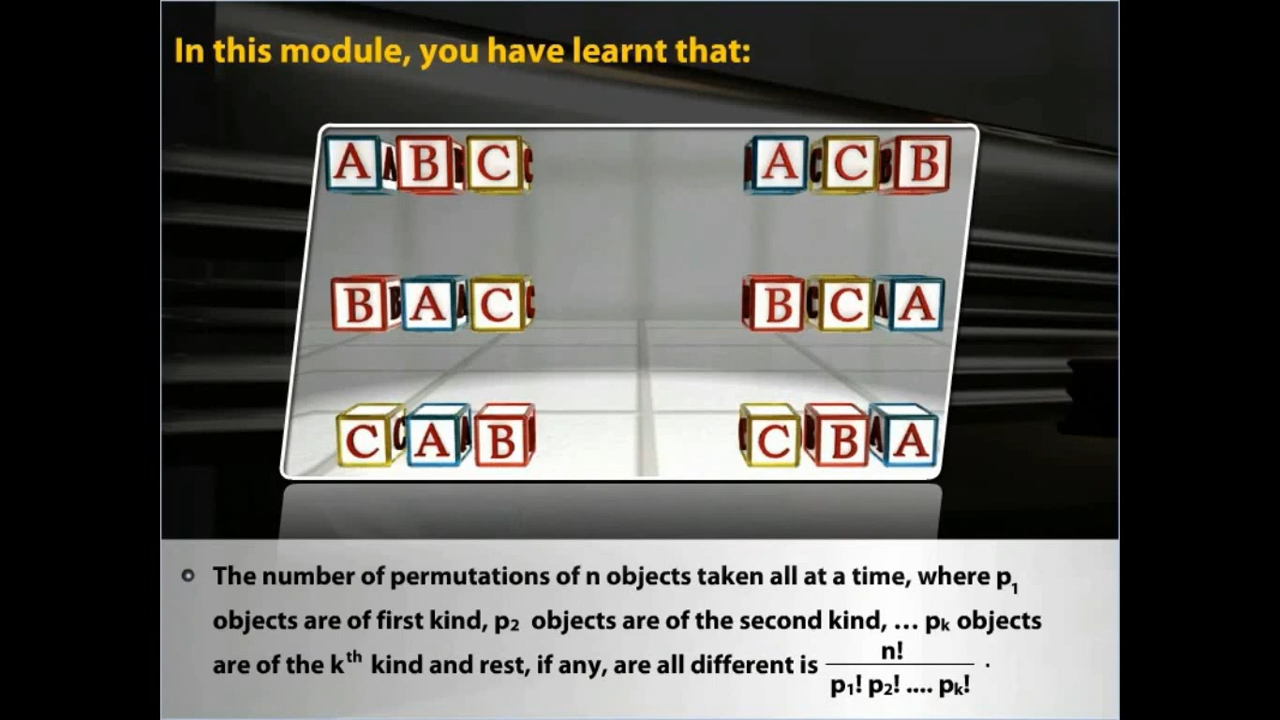 In this module, you have learnt that:
A B C
A C B
B A C
B C A
C A B
C B A
The number of permutations of n objects taken all at a time, where p₁
objects are of first kind, p₂ objects are of the second kind, ... pₖ objects
are of the kᵗʰ kind and rest, if any, are all different is n! / p₁! p₂! .... pₖ! .